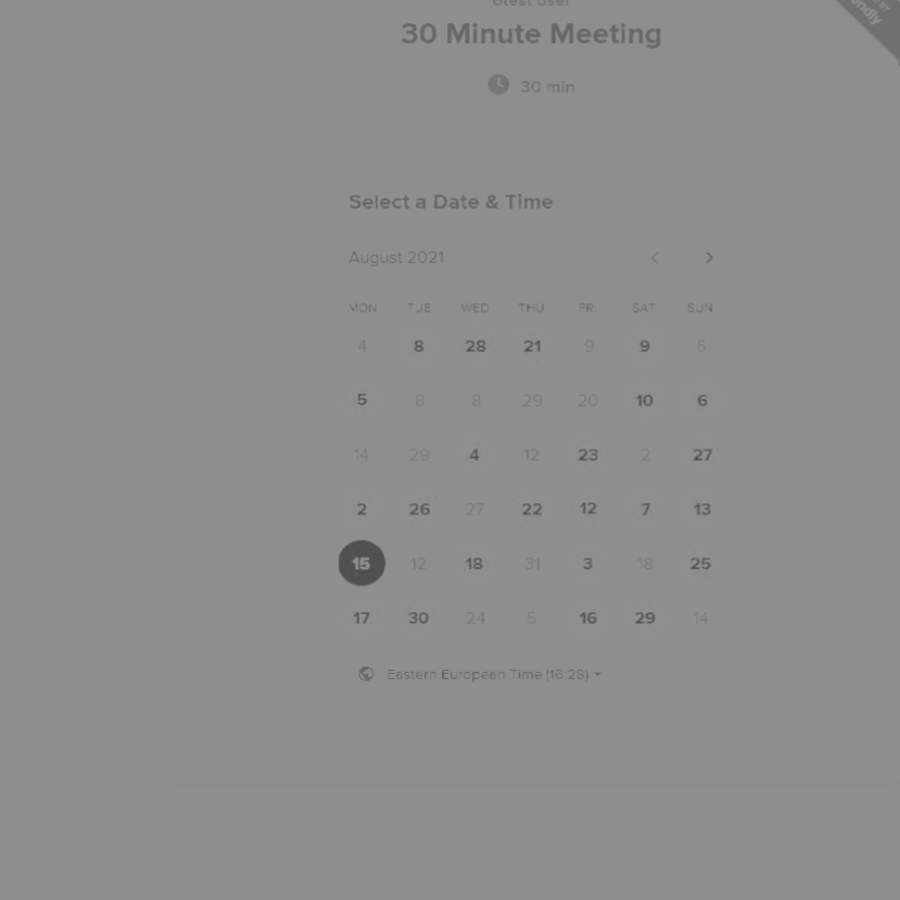 6test user
30 Minute Meeting
30 min
Select a Date & Time
August 2021
MON TUE WED THU FRI SAT SUN
4 8 28 21 9 9 6
5 8 8 29 20 10 6
14 29 4 12 23 2 27
2 26 27 22 12 7 13
15 12 18 31 3 18 25
17 30 24 5 16 29 14
Eastern European Time (16:28)